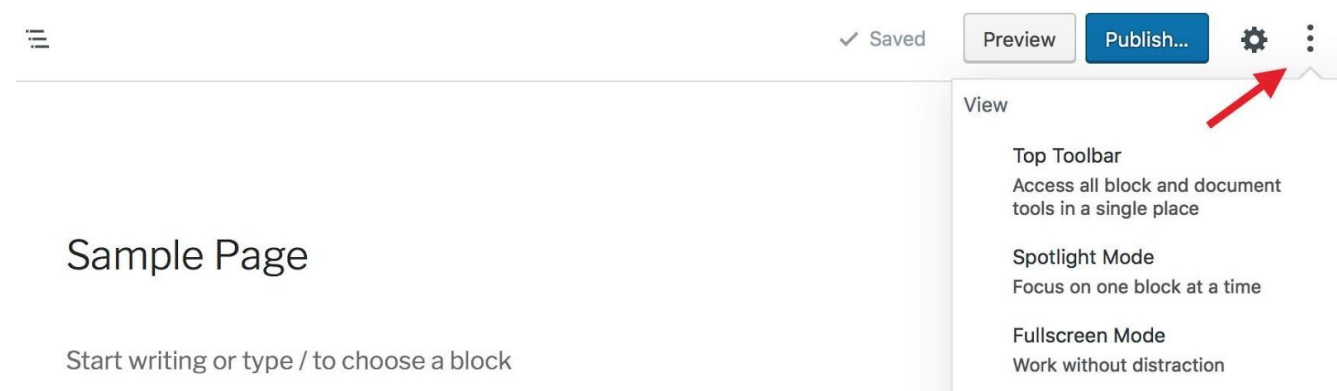 Saved
Preview
Publish...
View
Top Toolbar
Access all block and document
tools in a single place
Spotlight Mode
Focus on one block at a time
Fullscreen Mode
Work without distraction
Sample Page
Start writing or type / to choose a block